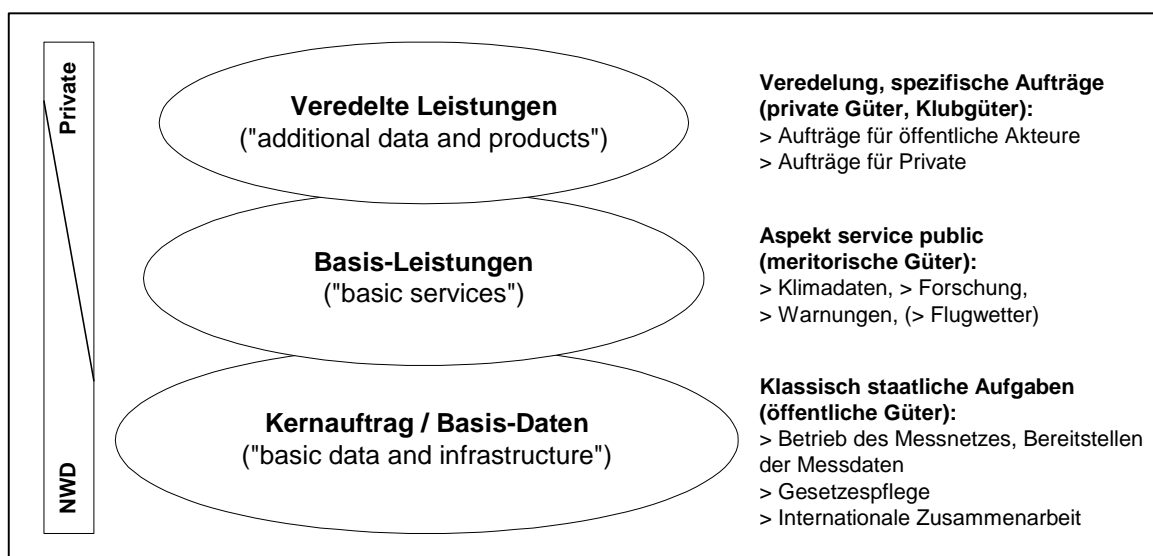 Private
NWD
Veredelte Leistungen
("additional data and products")
Veredelung, spezifische Aufträge
(private Güter, Klubgüter):
> Aufträge für öffentliche Akteure
> Aufträge für Private
Basis-Leistungen
("basic services")
Aspekt service public
(meritorische Güter):
> Klimadaten, > Forschung,
> Warnungen, (> Flugwetter)
Kernauftrag / Basis-Daten
("basic data and infrastructure")
Klassisch staatliche Aufgaben
(öffentliche Güter):
> Betrieb des Messnetzes, Bereitstellen
der Messdaten
> Gesetzespflege
> Internationale Zusammenarbeit